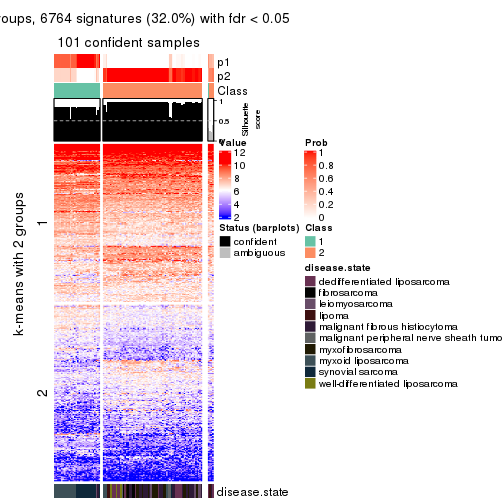 roups, 6764 signatures (32.0%) with fdr < 0.05
101 confident samples
p1
p2
Class
1
0.5
0
Silhouette
score
k-means with 2 groups
1
2
Value
12
10
8
6
4
2
Prob
1
0.8
0.6
0.4
0.2
0
Status (barplots)
confident
ambiguous
Class
1
2
disease.state
dedifferentiated liposarcoma
fibrosarcoma
leiomyosarcoma
lipoma
malignant fibrous histiocytoma
malignant peripheral nerve sheath tumo
myxofibrosarcoma
myxoid liposarcoma
synovial sarcoma
well-differentiated liposarcoma
disease.state